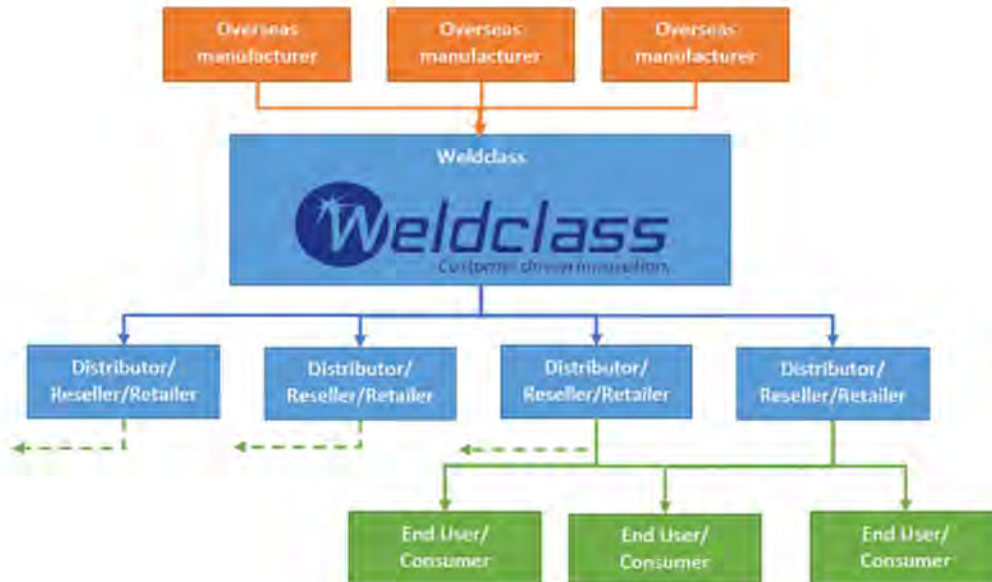 Overseas
manufacturer
Overseas
manufacturer
Overseas
manufacturer
Weldclass
Weldclass
Customer driven innovation.
Distributor/
Reseller/Retailer
Distributor/
Reseller/Retailer
Distributor/
Reseller/Retailer
Distributor/
Reseller/Retailer
End User/
Consumer
End User/
Consumer
End User/
Consumer